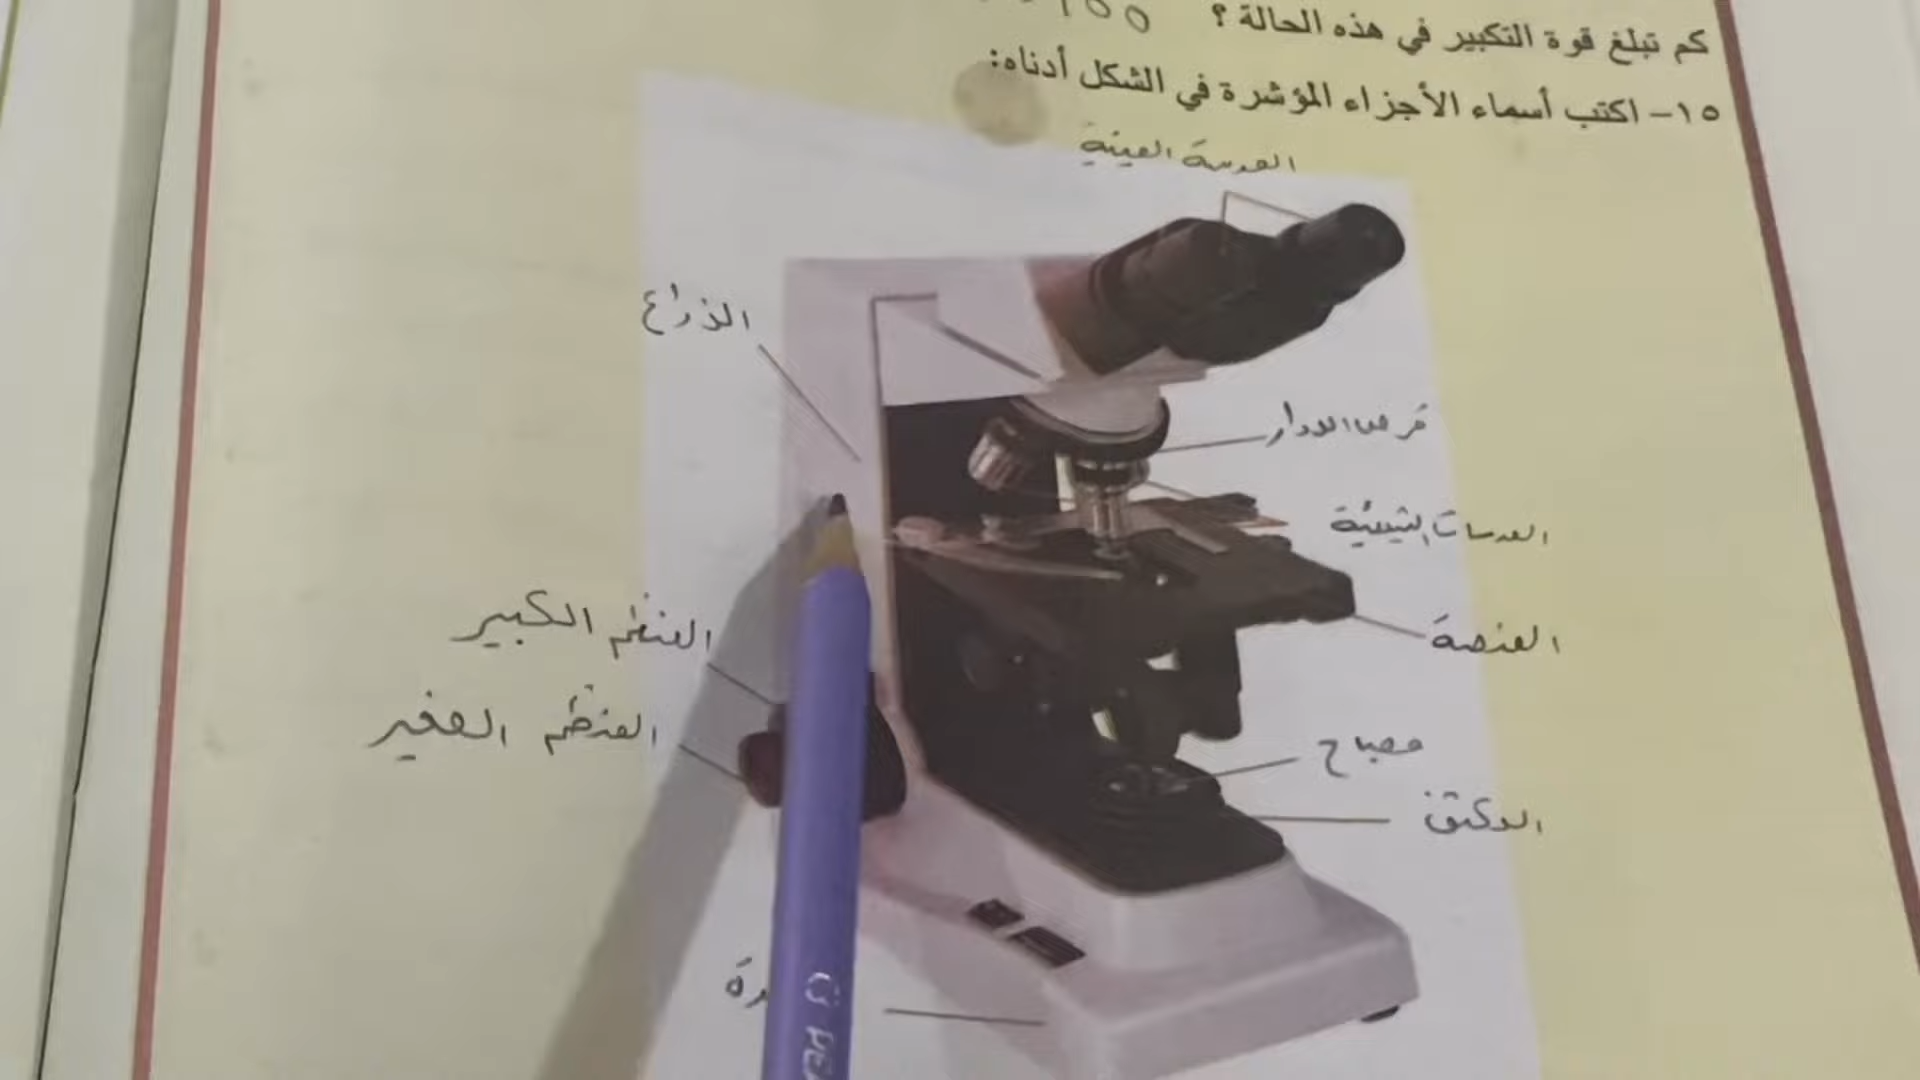 كم تبلغ قوة التكبير في هذه الحالة ؟
١٥- اكتب أسماء الأجزاء المؤشرة في الشكل أدناه:
العدسة العينية
الذراع
قرص الدوار
العدسات الشيئية
المنظم الكبير
المنصة
المنظم الصغير
مصباح
المكثف